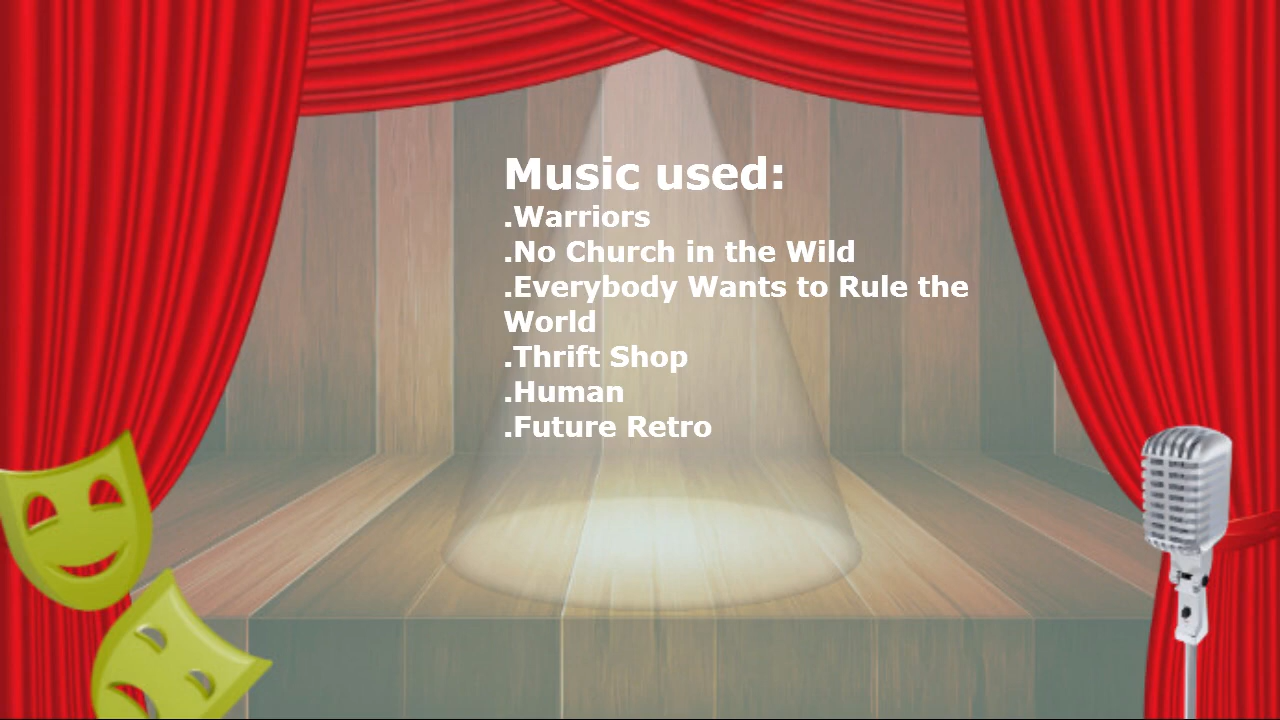 Music used:
.Warriors
.No Church in the Wild
.Everybody Wants to Rule the
World
.Thrift Shop
.Human
.Future Retro